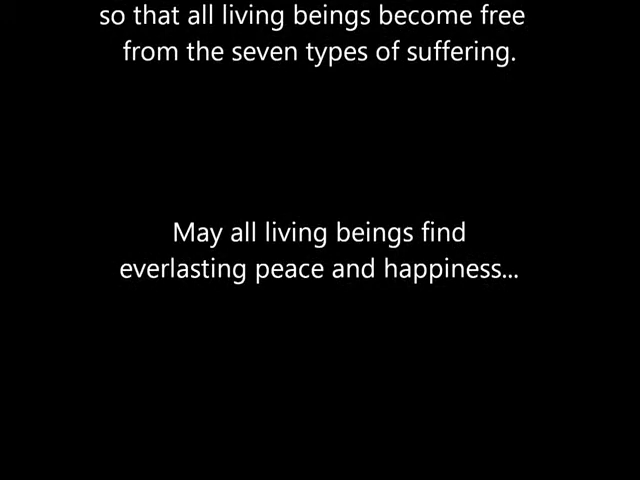 so that all living beings become free
from the seven types of suffering.
May all living beings find
everlasting peace and happiness...